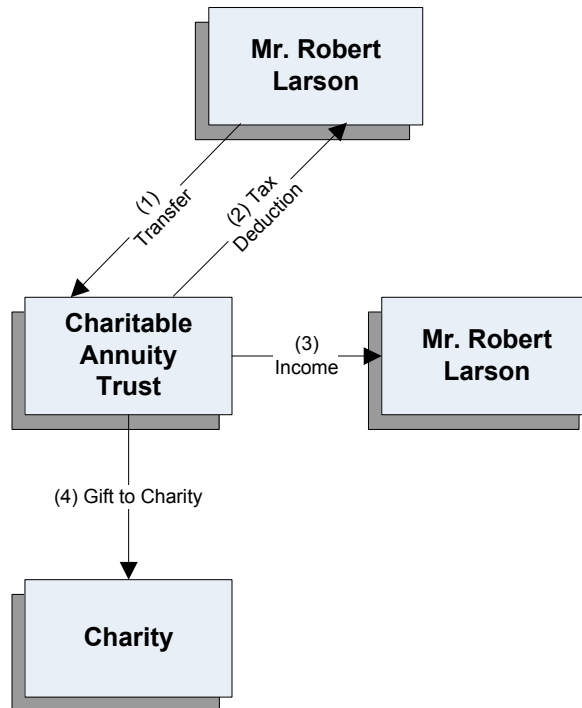 Mr. Robert
Larson
(1)
Transfer
(2) Tax
Deduction
Charitable
Annuity
Trust
(3)
Income
Mr. Robert
Larson
(4) Gift to Charity
Charity